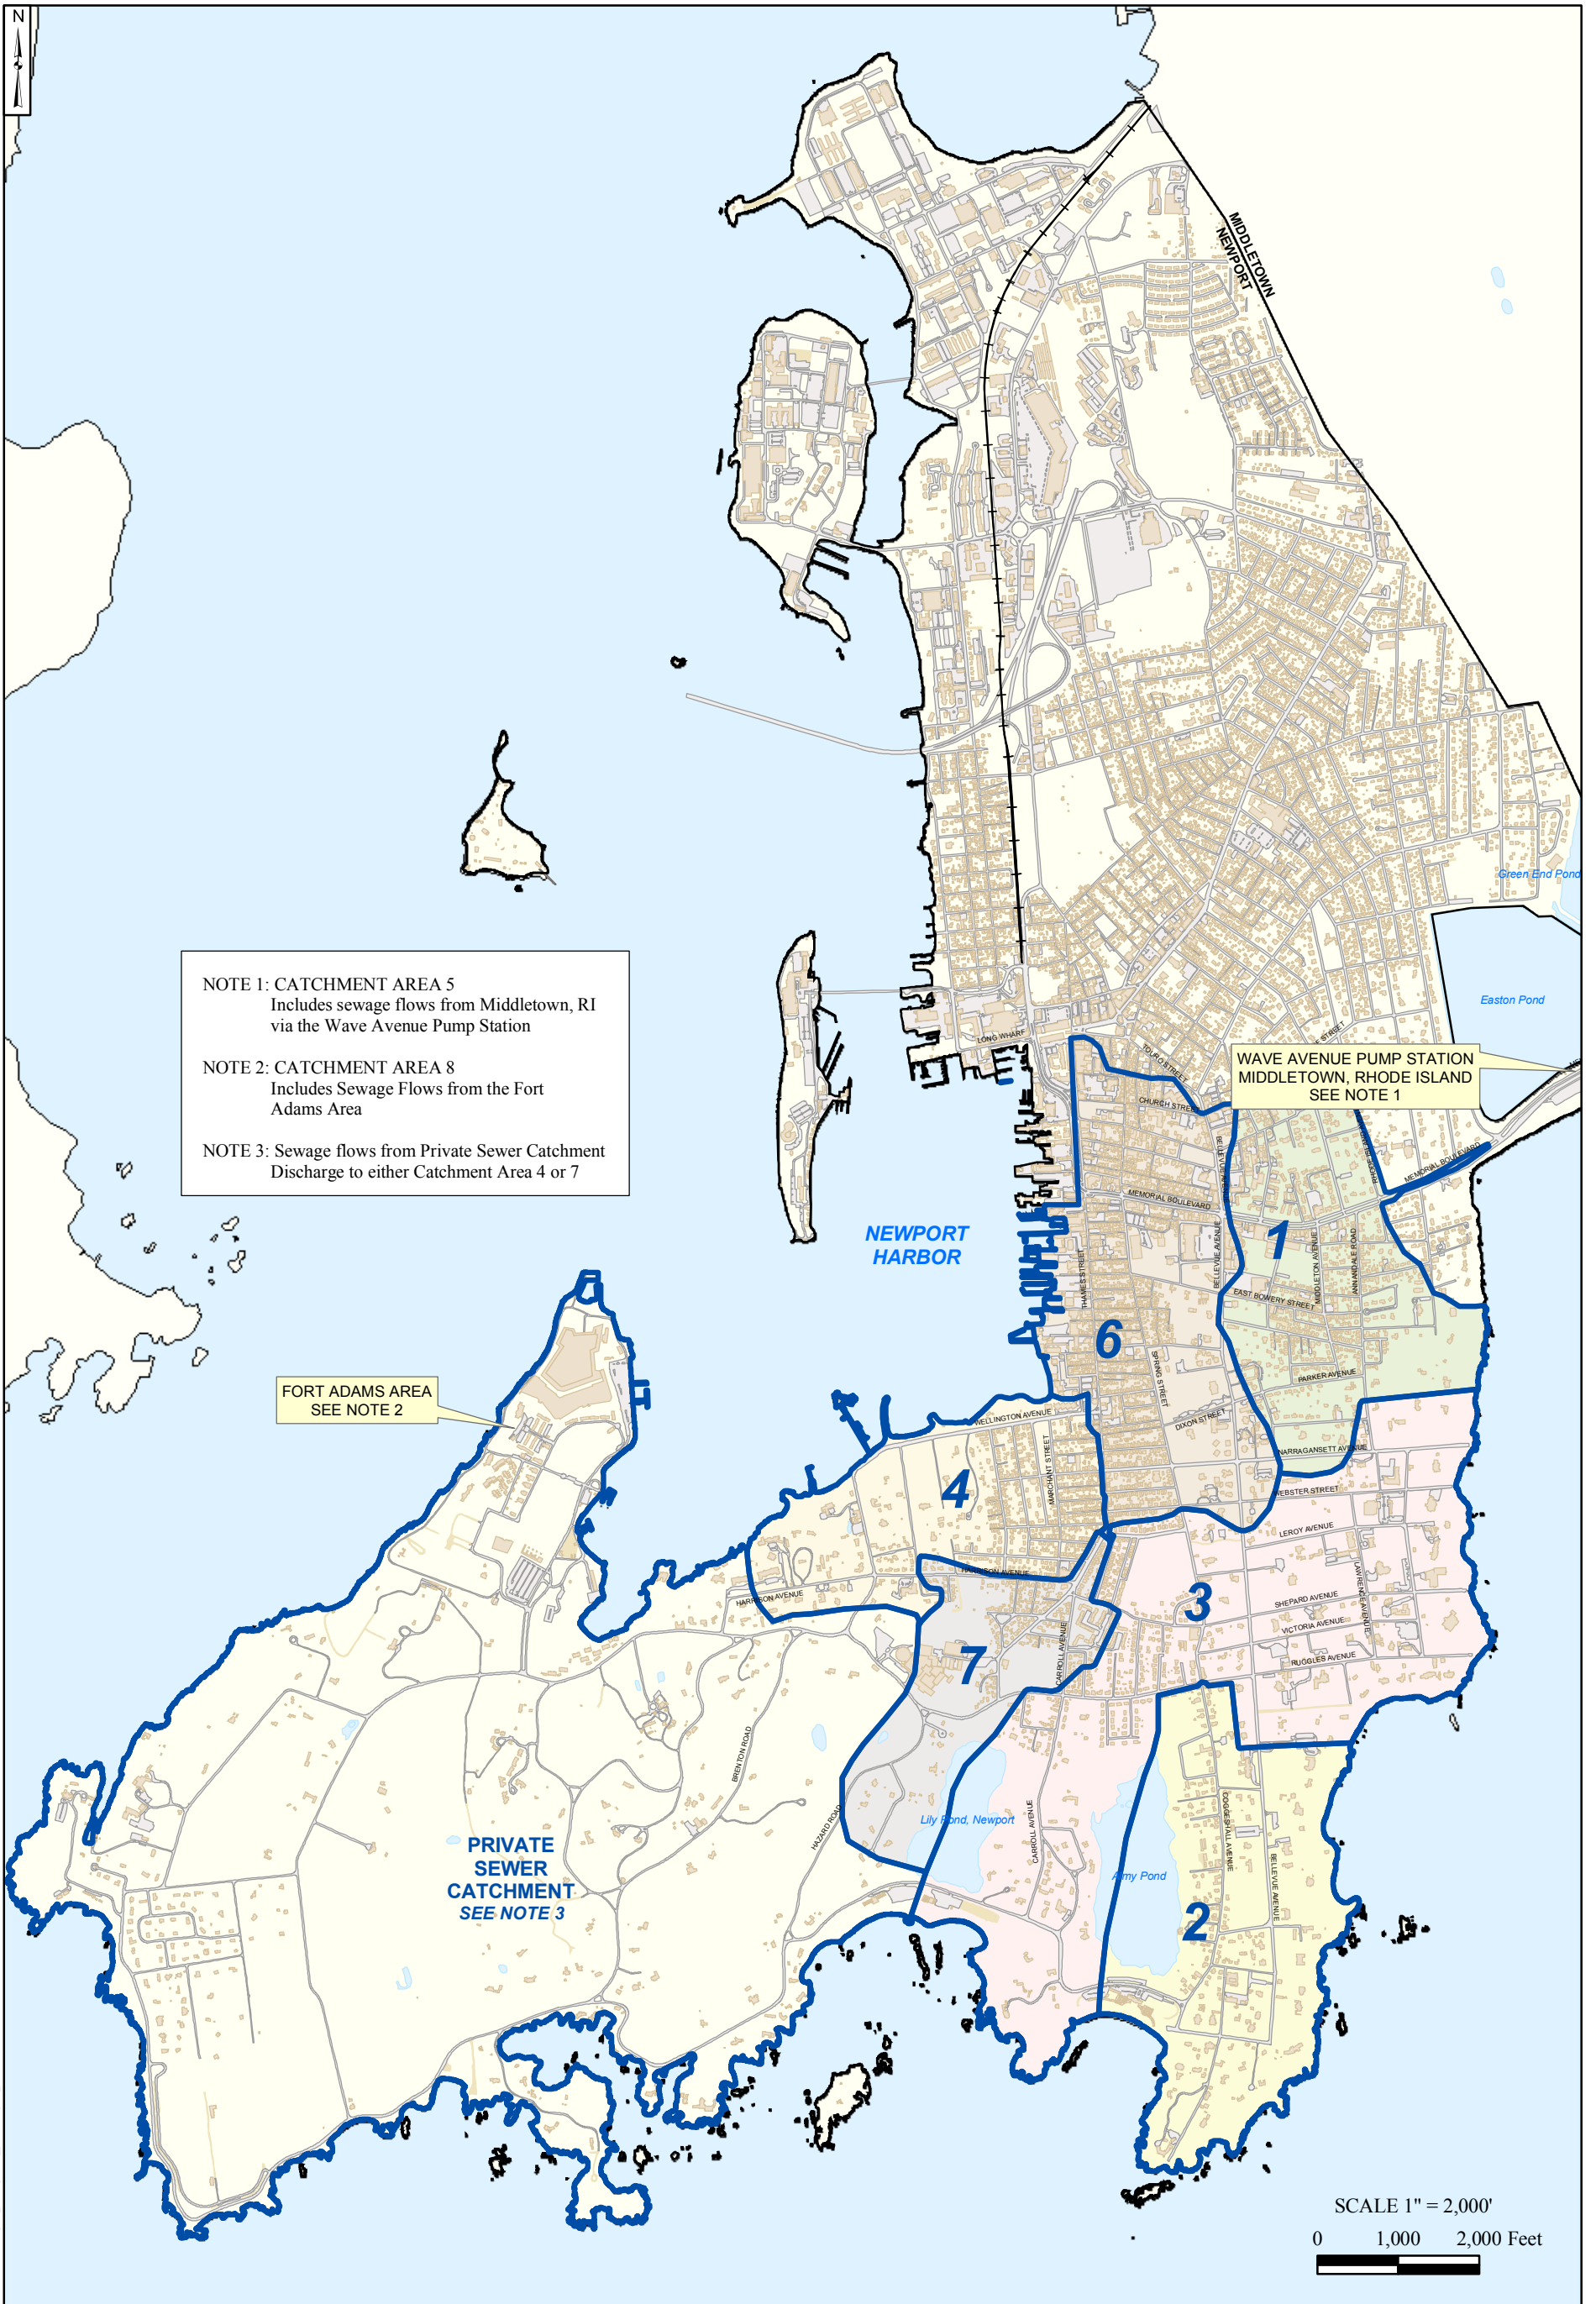 N
MIDDLETOWN
NEWPORT
Green End Pond
Easton Pond
NOTE 1: CATCHMENT AREA 5
Includes sewage flows from Middletown, RI
via the Wave Avenue Pump Station
NOTE 2: CATCHMENT AREA 8
Includes Sewage Flows from the Fort
Adams Area
NOTE 3: Sewage flows from Private Sewer Catchment
Discharge to either Catchment Area 4 or 7
LONG WHARF
TOURO STREET
STREET
WAVE AVENUE PUMP STATION
MIDDLETOWN, RHODE ISLAND
SEE NOTE 1
CHURCH STREET
BELLEVUE AVENUE
MEMORIAL BOULEVARD
MEMORIAL BOULEVARD
NEWPORT
HARBOR
1
THAMES STREET
BELLEVUE AVENUE
MIDDLETON AVENUE
ANNANDALE ROAD
EAST BOWERY STREET
6
SPRING STREET
PARKER AVENUE
FORT ADAMS AREA
SEE NOTE 2
WELLINGTON AVENUE
DIXON STREET
NARRAGANSETT AVENUE
MARCHANT STREET
4
WEBSTER STREET
LEROY AVENUE
HARRISON AVENUE
HARRISON AVENUE
3
SHEPARD AVENUE
LAWRENCE AVENUE
VICTORIA AVENUE
RUGGLES AVENUE
7
CARROLL AVENUE
BRENTON ROAD
HAZARD ROAD
Lily Pond, Newport
CARROLL AVENUE
COGGESHALL AVENUE
BELLEVUE AVENUE
Almy Pond
PRIVATE
SEWER
CATCHMENT
SEE NOTE 3
2
SCALE 1" = 2,000'
0 1,000 2,000 Feet